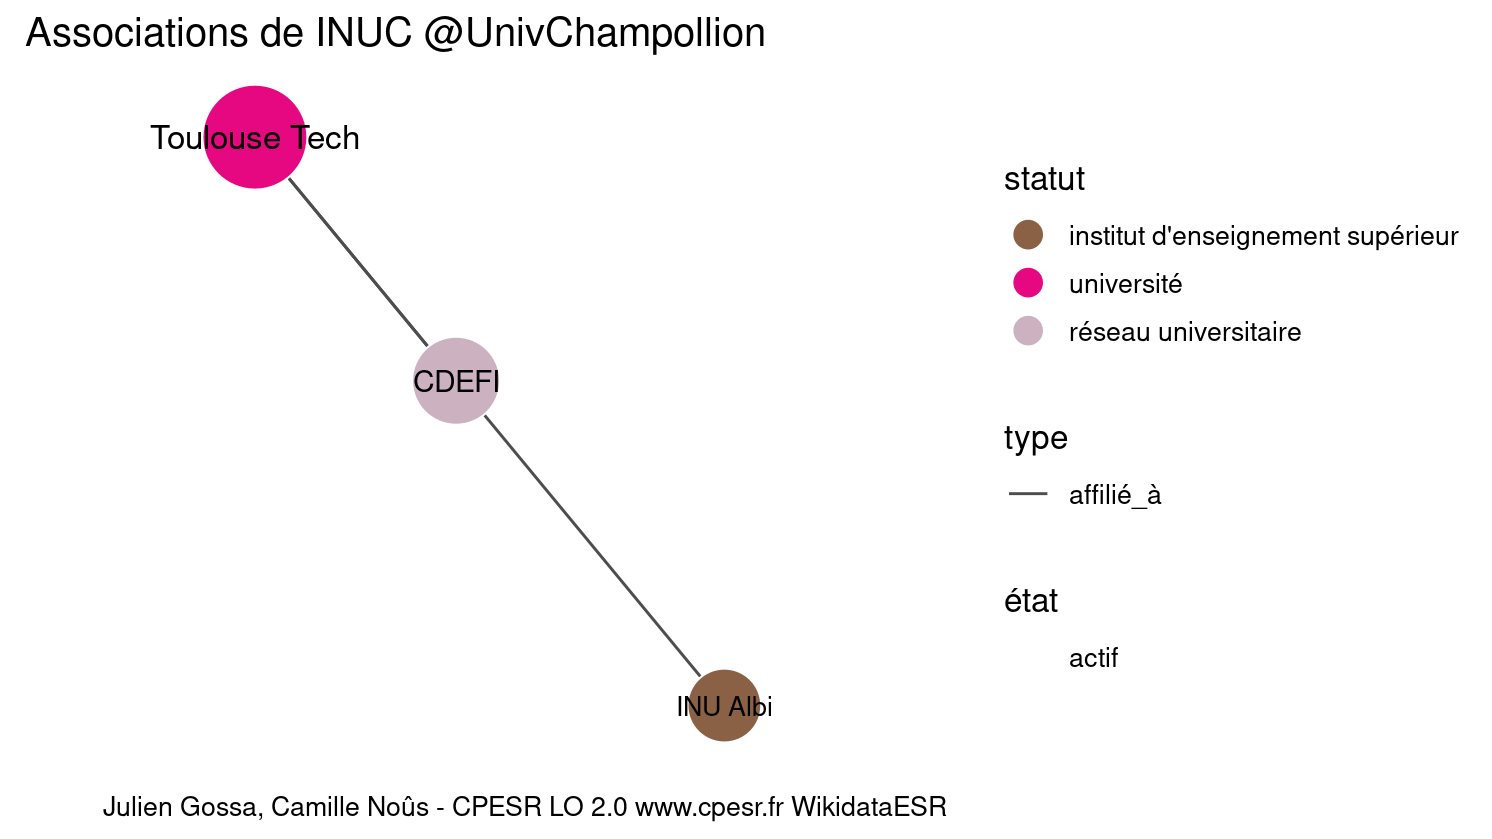 Associations de INUC @UnivChampollion
Toulouse Tech
CDEFI
INU Albi
statut
institut d'enseignement supérieur
université
réseau universitaire
type
affilié_à
état
actif
Julien Gossa, Camille Noûs - CPESR LO 2.0 www.cpesr.fr WikidataESR